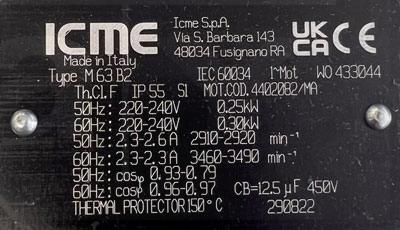 ICME
Icme S.p.A.
Via S. Barbara 143
48034 Fusignano RA
UK
CA CE
Made in Italy
Type M 63 B2 IEC 60034 1~Mot WO 433044
Th.Cl.F IP 55 S1 MOT.COD. 4402082/MA
50Hz: 220-240V 0.25kW
60Hz: 220-240V 0.30kW
50Hz: 2.3-2.6 A 2910-2920 min⁻¹
60Hz: 2.3-2.3 A 3460-3490 min⁻¹
50Hz: cosφ 0.93-0.79
60Hz: cosφ 0.96-0.97 CB=12.5 µF 450V
THERMAL PROTECTOR 150°C 290822